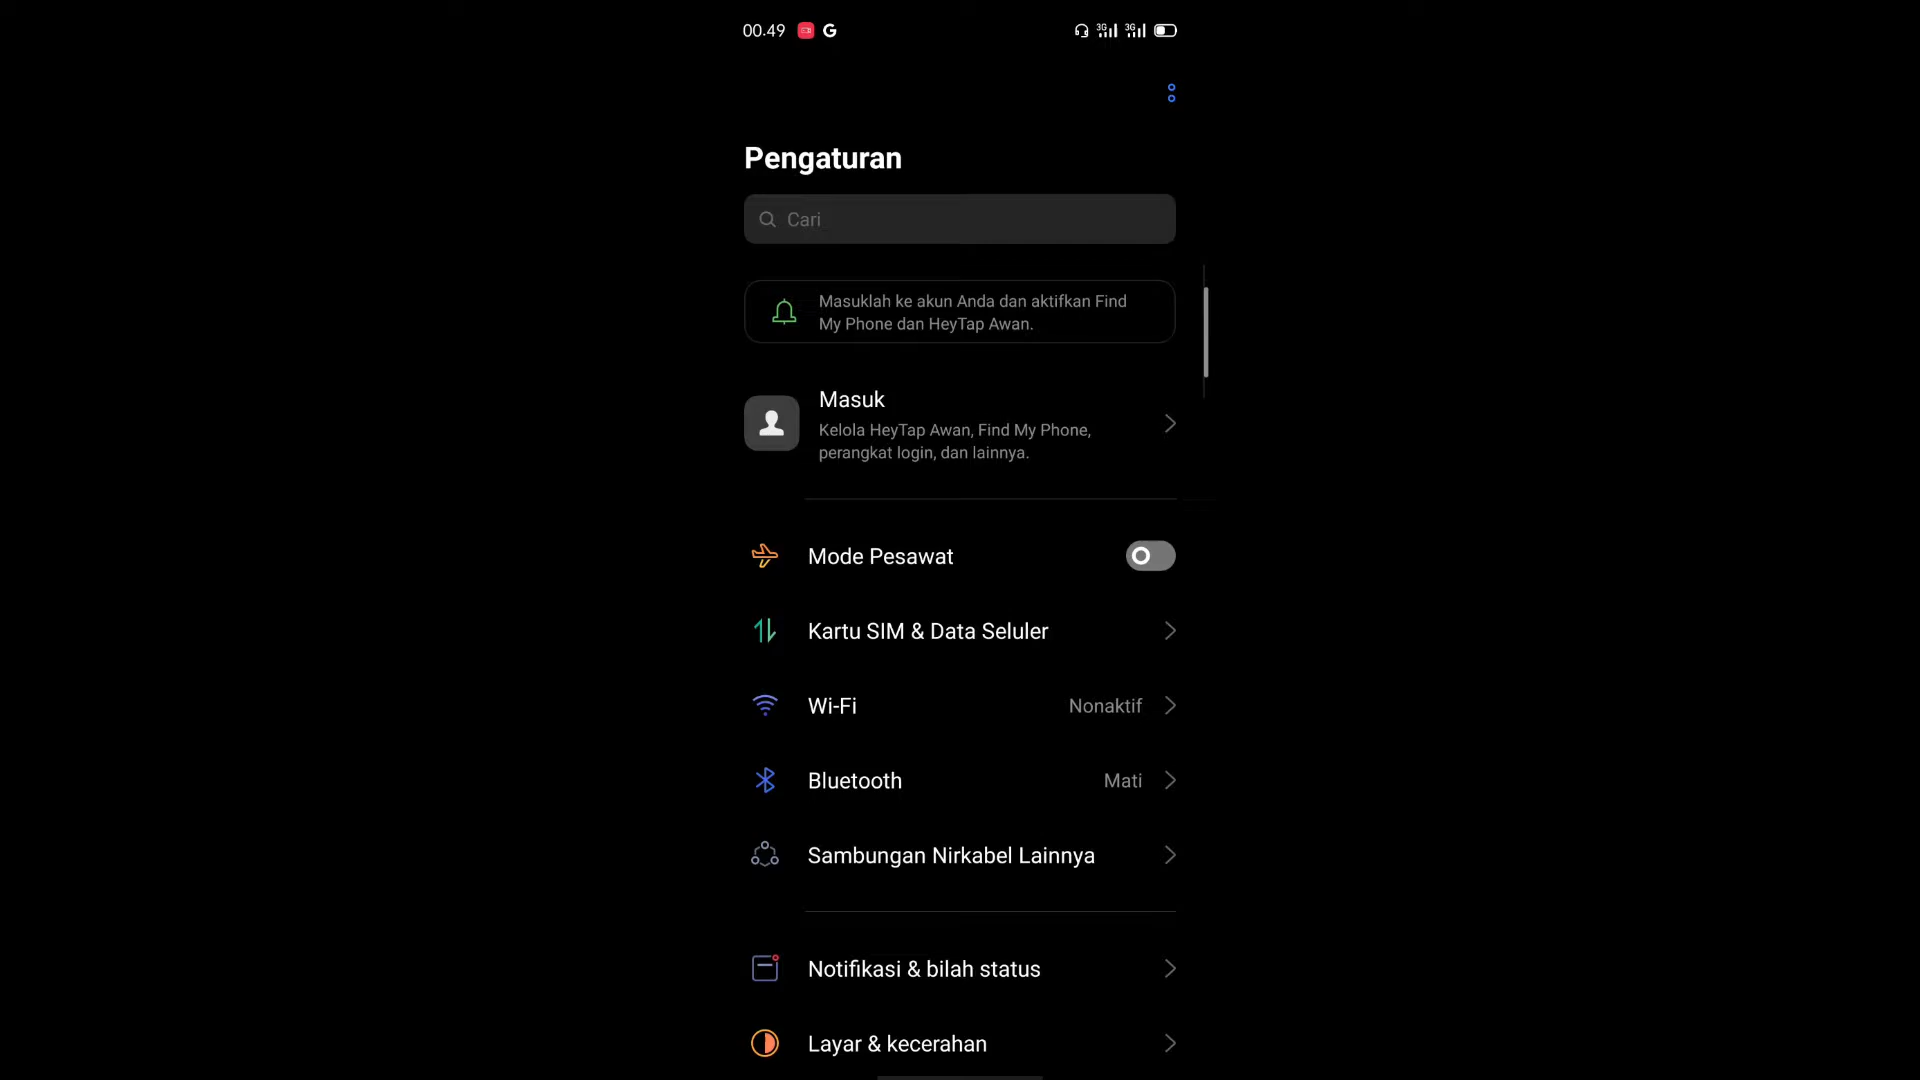 00.49 G 3G 3G
Pengaturan
Cari
Masuklah ke akun Anda dan aktifkan Find
My Phone dan HeyTap Awan.
Masuk
Kelola HeyTap Awan, Find My Phone,
perangkat login, dan lainnya.
Mode Pesawat
Kartu SIM & Data Seluler
Wi-Fi Nonaktif
Bluetooth Mati
Sambungan Nirkabel Lainnya
Notifikasi & bilah status
Layar & kecerahan